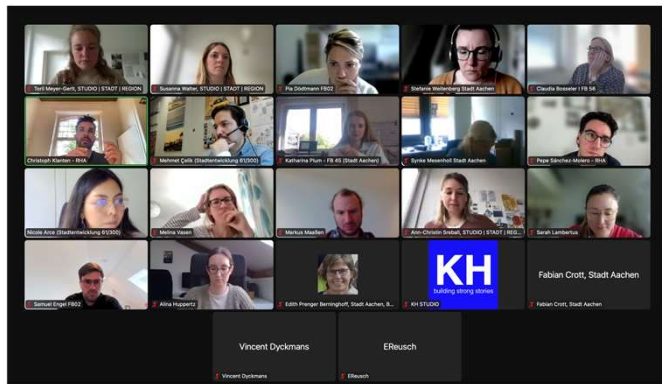 Toril Meyer-Gerlt, STUDIO | STADT | REGION
Susanna Walter, STUDIO | STADT | REGION
Pia Dödtmann FB02
Stefanie Weitenberg Stadt Aachen
Claudia Bosseler I FB 56
Christoph Klanten - RHA
Mehmet Çelik (Stadtentwicklung 61/300)
Katharina Plum - FB 45 (Stadt Aachen)
Synke Mesenholl Stadt Aachen
Pepe Sánchez-Molero - RHA
Nicole Arce (Stadtentwicklung 61/300)
Melina Vasen
Markus Maaßen
Ann-Christin Sreball, STUDIO | STADT | REG...
Sarah Lambertus
Samuel Engel FB02
Alina Huppertz
Edith Prenger Berninghoff, Stadt Aachen, B...
KH
building strong stories
KH STUDIO
Fabian Crott, Stadt Aachen
Fabian Crott, Stadt Aachen
Vincent Dyckmans
Vincent Dyckmans
EReusch
EReusch